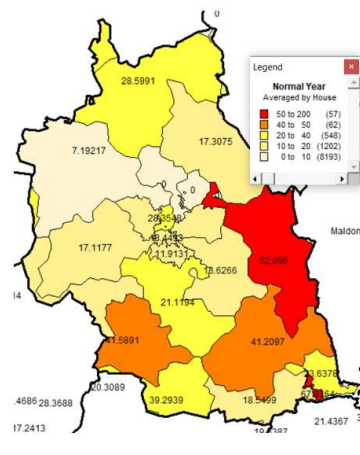 0
28.5991
Legend
×
Normal Year
Averaged by House
50 to 200 (57)
40 to 50 (62)
20 to 40 (548)
10 to 20 (1202)
0 to 10 (8193)
17.3075
7.19217
0
Maldon
17.1177
11.9131
52.096
21.1194
41.5891
41.2097
20.3089
28.3688
39.2939
18.5499
21.4367
17.2413